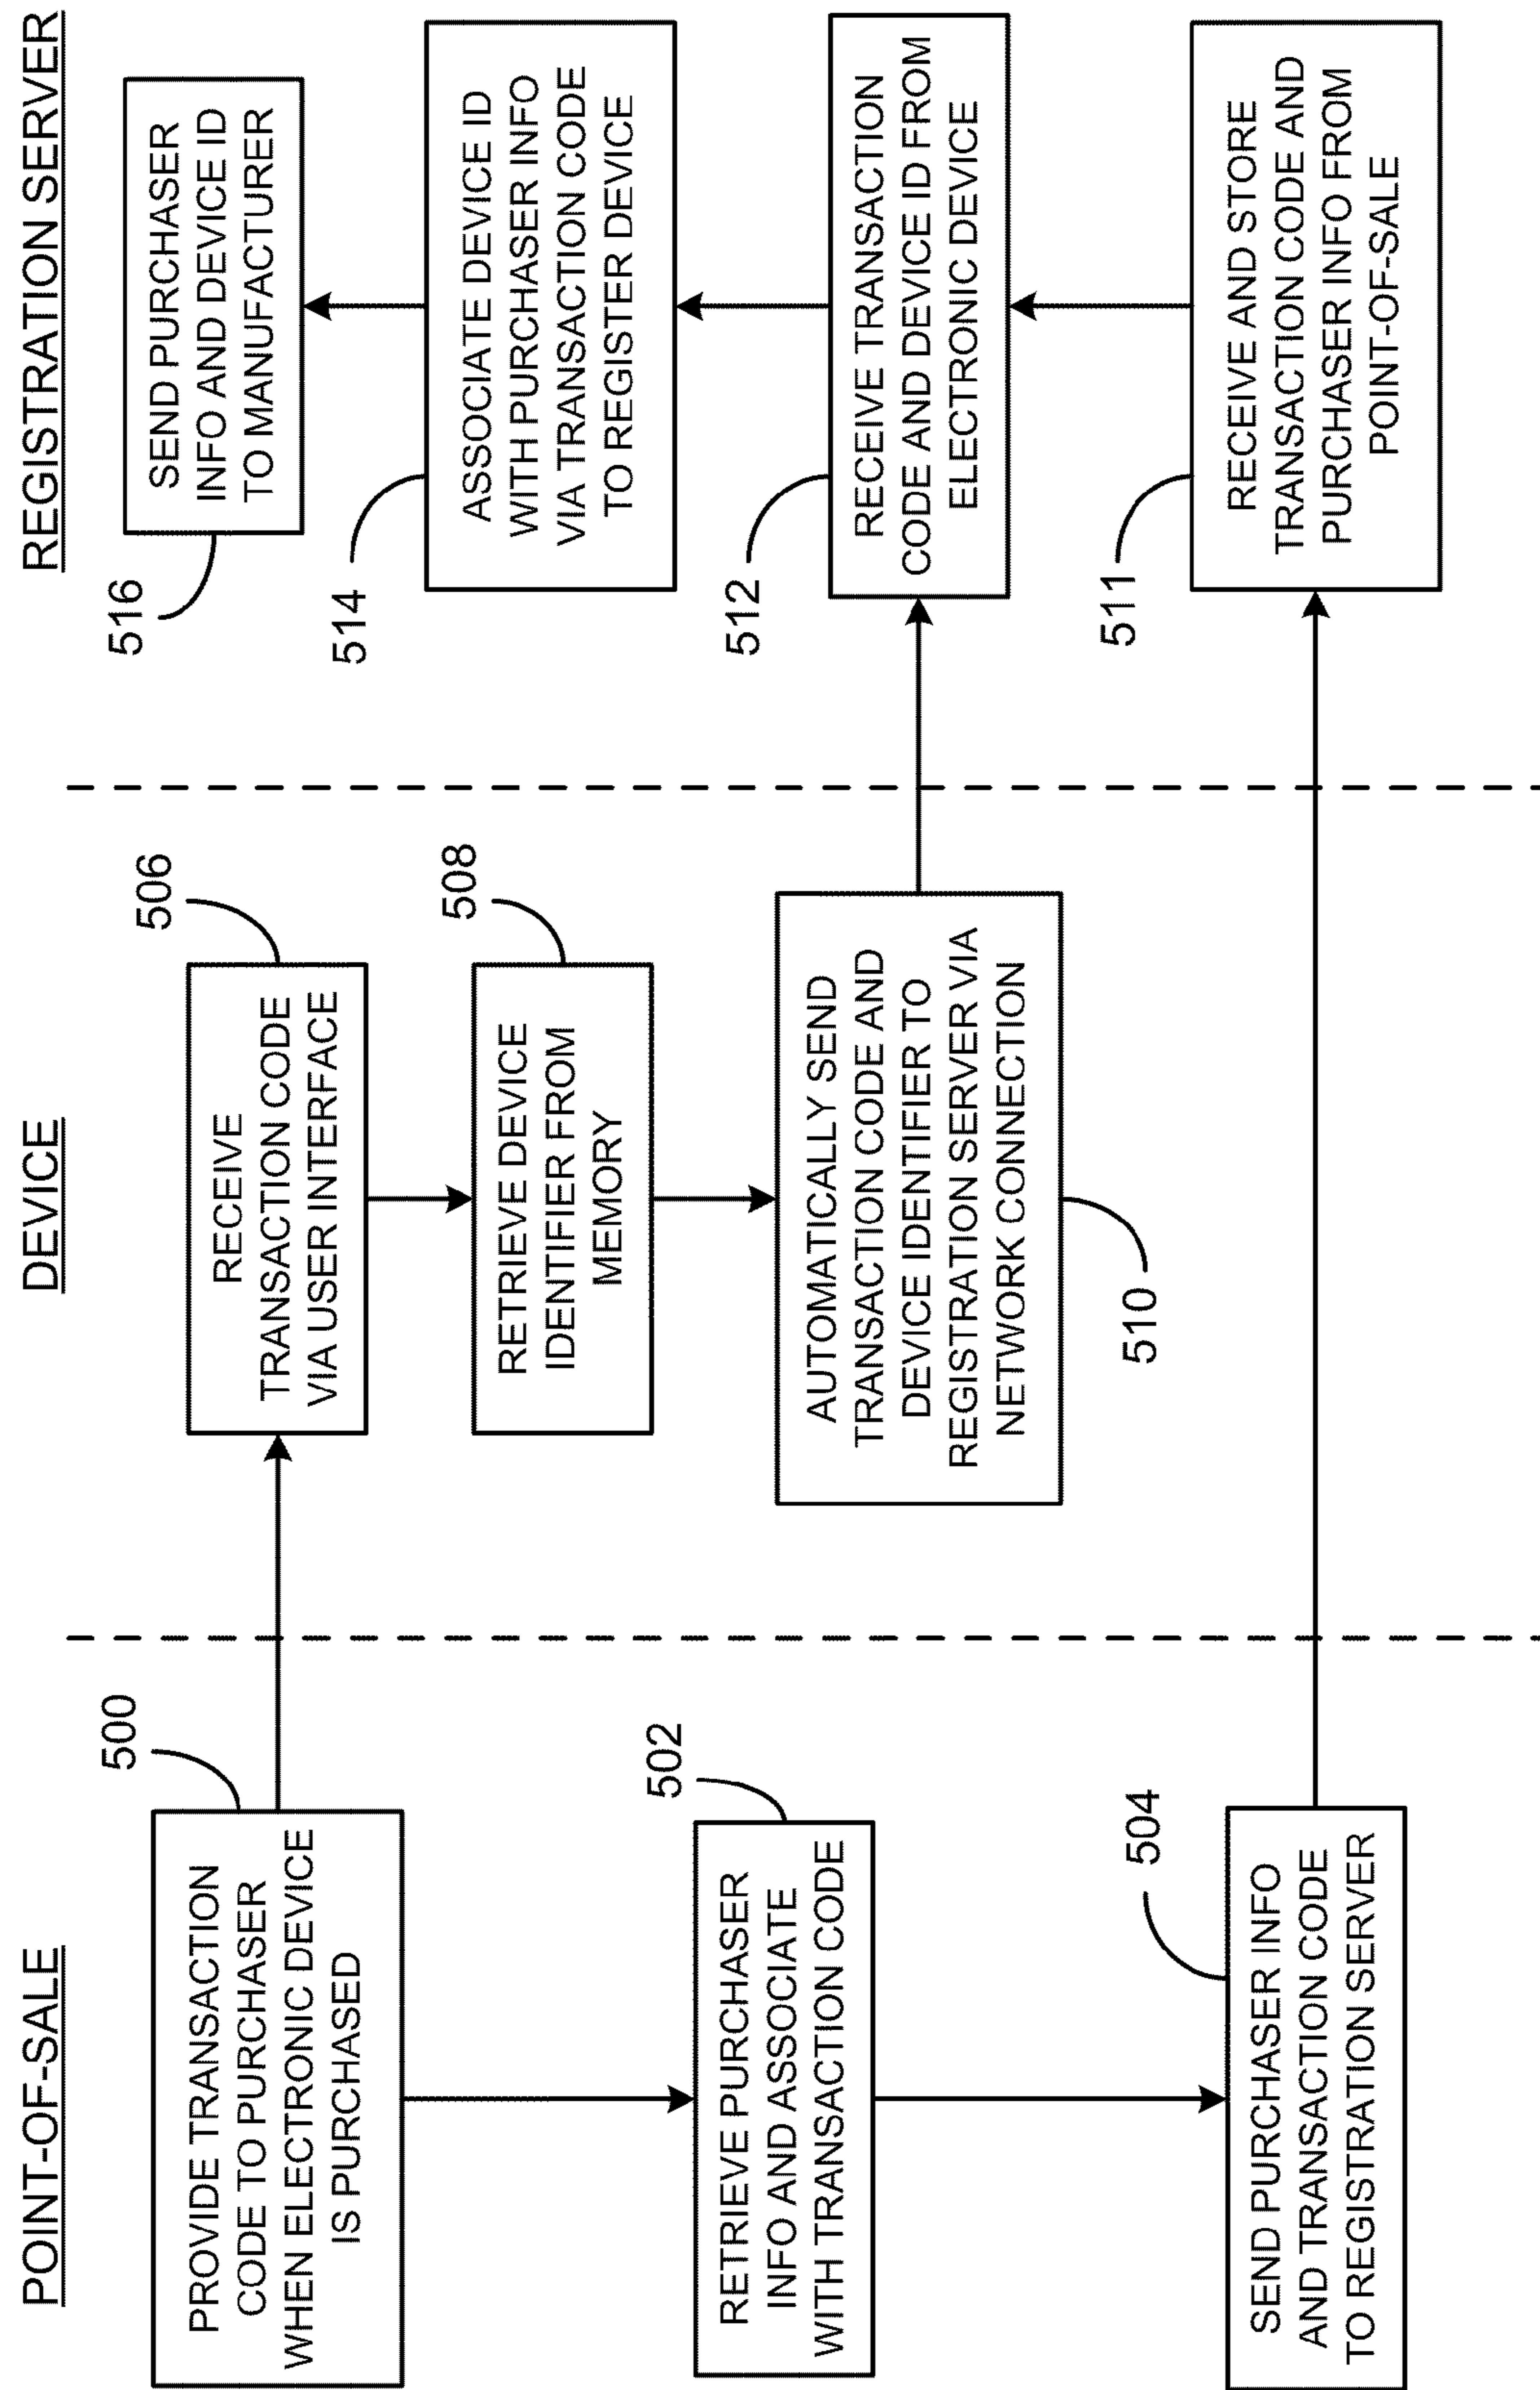 POINT-OF-SALE
500
PROVIDE TRANSACTION
CODE TO PURCHASER
WHEN ELECTRONIC DEVICE
IS PURCHASED
502
RETRIEVE PURCHASER
INFO AND ASSOCIATE
WITH TRANSACTION CODE
504
SEND PURCHASER INFO
AND TRANSACTION CODE
TO REGISTRATION SERVER
DEVICE
506
RECEIVE
TRANSACTION CODE
VIA USER INTERFACE
508
RETRIEVE DEVICE
IDENTIFIER FROM
MEMORY
AUTOMATICALLY SEND
TRANSACTION CODE AND
DEVICE IDENTIFIER TO
REGISTRATION SERVER VIA
NETWORK CONNECTION
510
REGISTRATION SERVER
516
SEND PURCHASER
INFO AND DEVICE ID
TO MANUFACTURER
514
ASSOCIATE DEVICE ID
WITH PURCHASER INFO
VIA TRANSACTION CODE
TO REGISTER DEVICE
512
RECEIVE TRANSACTION
CODE AND DEVICE ID FROM
ELECTRONIC DEVICE
511
RECEIVE AND STORE
TRANSACTION CODE AND
PURCHASER INFO FROM
POINT-OF-SALE